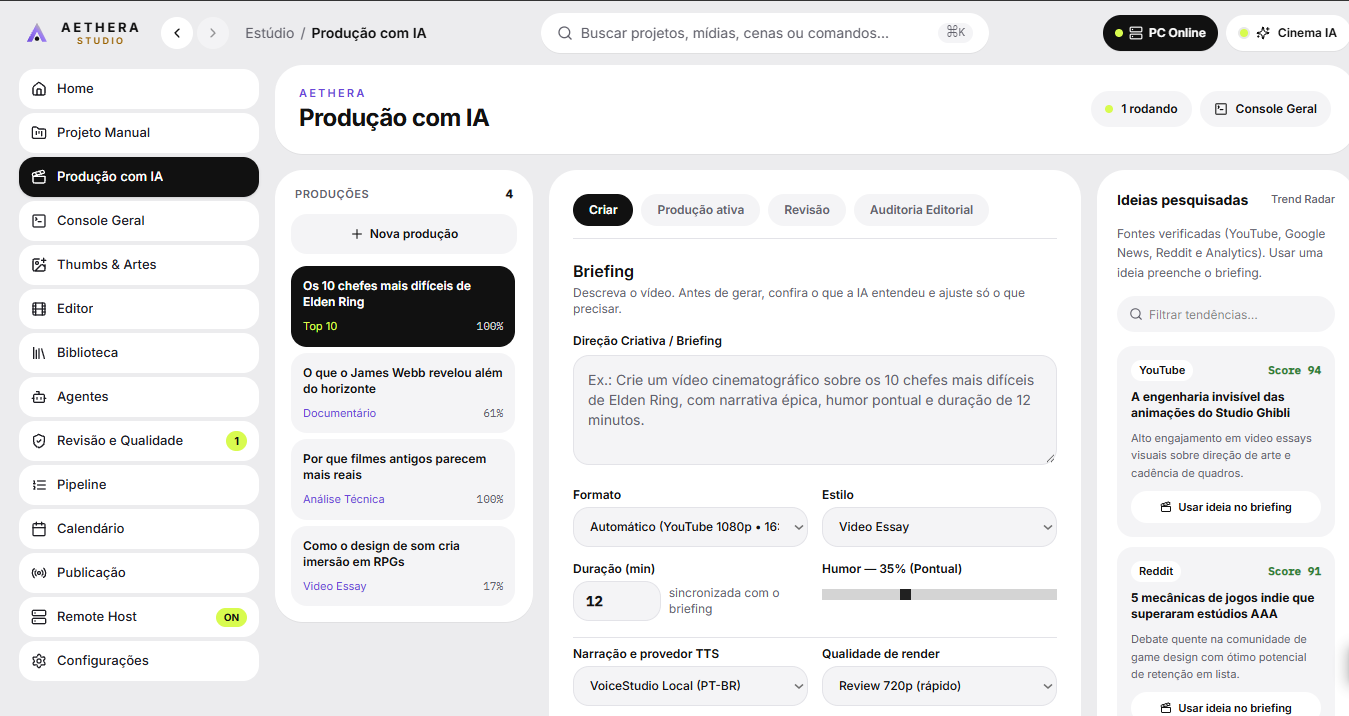 AETHERA
STUDIO
Estúdio / Produção com IA
Buscar projetos, mídias, cenas ou comandos...
⌘K
PC Online
Cinema IA
Home
Projeto Manual
Produção com IA
Console Geral
Thumbs & Artes
Editor
Biblioteca
Agentes
Revisão e Qualidade
1
Pipeline
Calendário
Publicação
Remote Host
ON
Configurações
AETHERA
Produção com IA
1 rodando
Console Geral
PRODUÇÕES
4
+ Nova produção
Os 10 chefes mais difíceis de
Elden Ring
Top 10
100%
O que o James Webb revelou além
do horizonte
Documentário
61%
Por que filmes antigos parecem
mais reais
Análise Técnica
100%
Como o design de som cria
imersão em RPGs
Video Essay
17%
Criar
Produção ativa
Revisão
Auditoria Editorial
Briefing
Descreva o vídeo. Antes de gerar, confira o que a IA entendeu e ajuste só o que
precisar.
Direção Criativa / Briefing
Ex.: Crie um vídeo cinematográfico sobre os 10 chefes mais difíceis
de Elden Ring, com narrativa épica, humor pontual e duração de 12
minutos.
Formato
Estilo
Automático (YouTube 1080p • 16:
Video Essay
Duração (min)
Humor — 35% (Pontual)
12
sincronizada com o
briefing
Narração e provedor TTS
Qualidade de render
VoiceStudio Local (PT-BR)
Review 720p (rápido)
Ideias pesquisadas
Trend Radar
Fontes verificadas (YouTube, Google
News, Reddit e Analytics). Usar uma
ideia preenche o briefing.
Filtrar tendências...
YouTube
Score 94
A engenharia invisível das
animações do Studio Ghibli
Alto engajamento em video essays
visuais sobre direção de arte e
cadência de quadros.
Usar ideia no briefing
Reddit
Score 91
5 mecânicas de jogos indie que
superaram estúdios AAA
Debate quente na comunidade de
game design com ótimo potencial
de retenção em lista.
Usar ideia no briefing